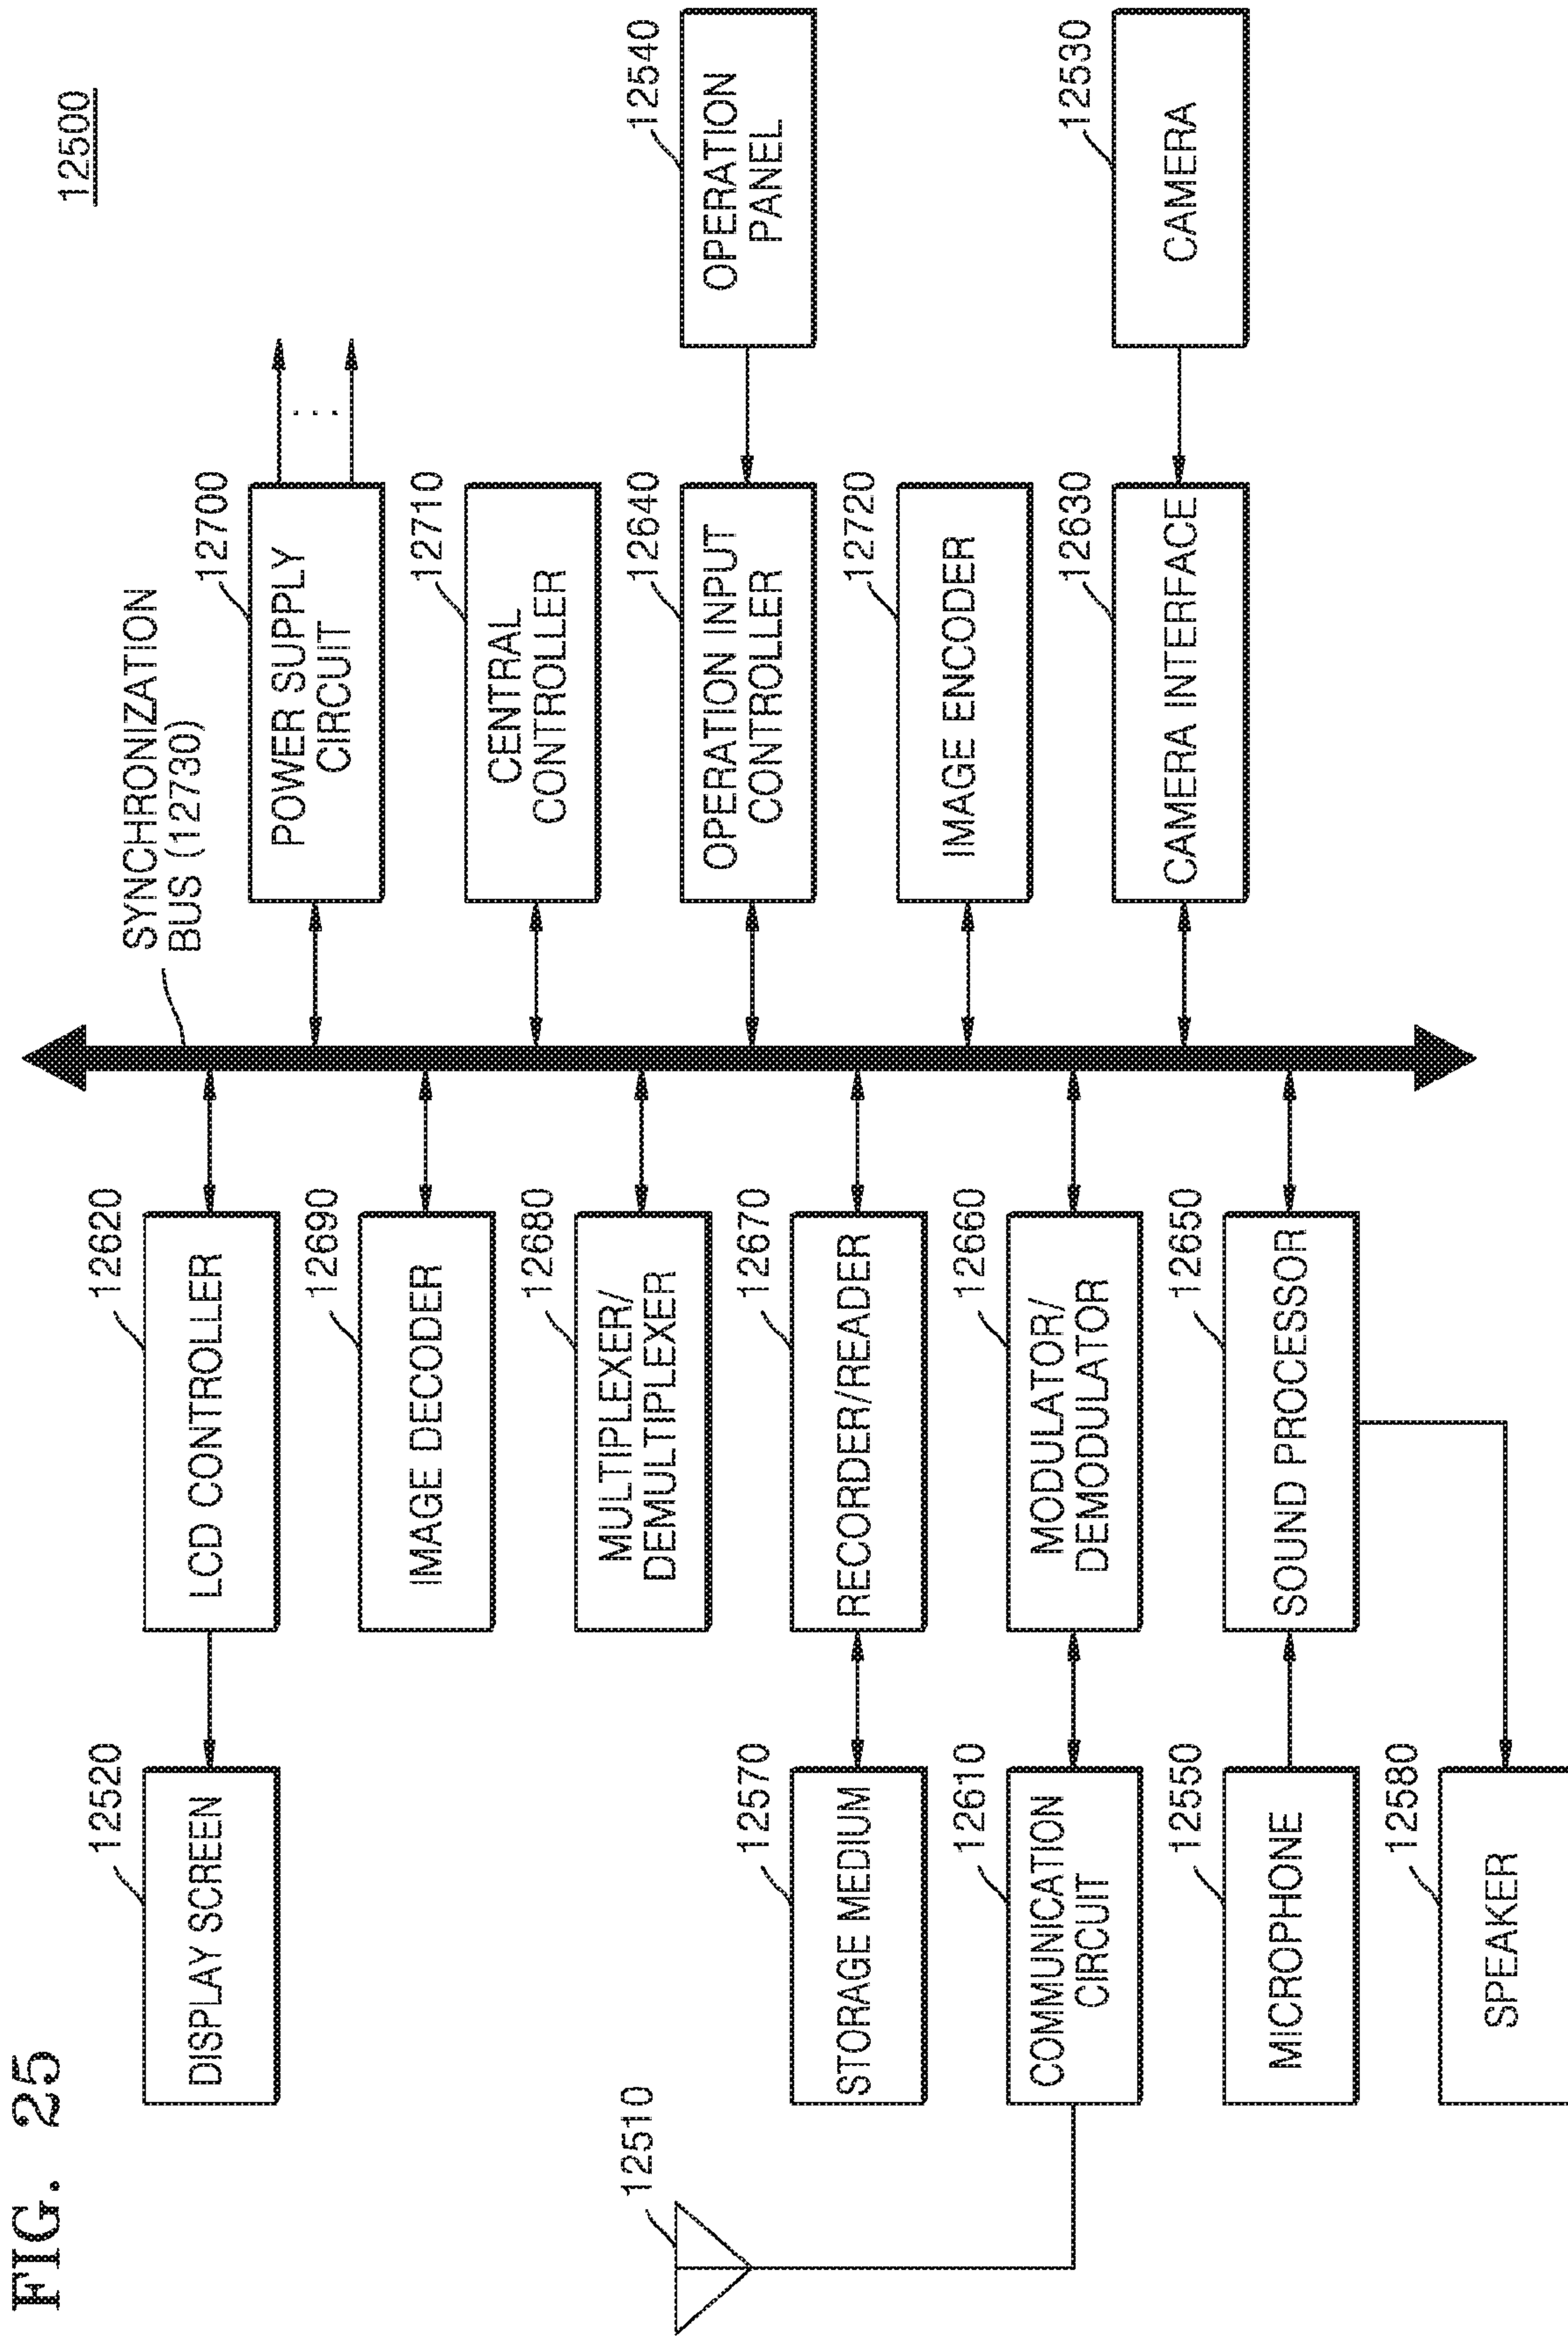 FIG. 25
12500
SYNCHRONIZATION
BUS (12730)
12520
DISPLAY SCREEN
12620
LCD CONTROLLER
12700
POWER SUPPLY
CIRCUIT
...
12690
IMAGE DECODER
12710
CENTRAL
CONTROLLER
12680
MULTIPLEXER/
DEMULTIPLEXER
12640
OPERATION INPUT
CONTROLLER
12540
OPERATION
PANEL
12570
STORAGE MEDIUM
12670
RECORDER/READER
12720
IMAGE ENCODER
12510
12610
COMMUNICATION
CIRCUIT
12660
MODULATOR/
DEMODULATOR
12630
CAMERA INTERFACE
12530
CAMERA
12550
MICROPHONE
12650
SOUND PROCESSOR
12580
SPEAKER